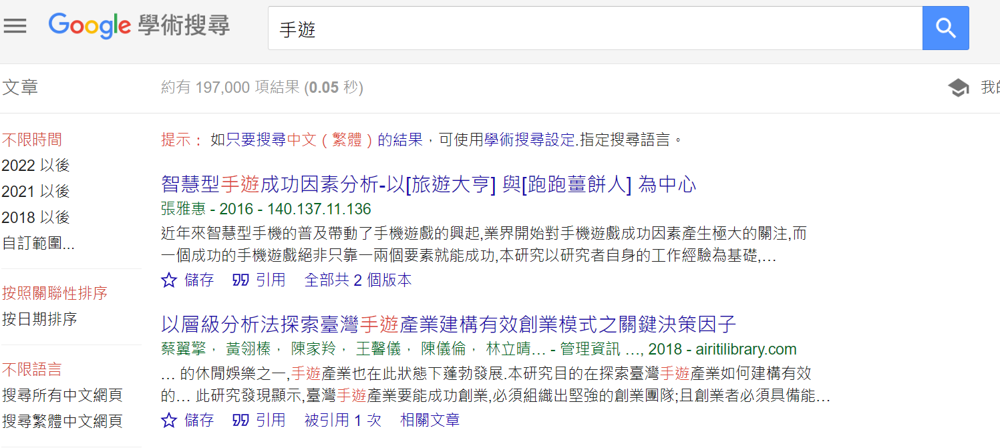 Google 學術搜尋
手遊
文章
約有 197,000 項結果 (0.05 秒)
我的
不限時間
2022 以後
2021 以後
2018 以後
自訂範圍...
按照關聯性排序
按日期排序
不限語言
搜尋所有中文網頁
搜尋繁體中文網頁
提示： 如只要搜尋中文（繁體）的結果，可使用學術搜尋設定.指定搜尋語言。
智慧型手遊成功因素分析-以[旅遊大亨] 與[跑跑薑餅人] 為中心
張雅惠 - 2016 - 140.137.11.136
近年來智慧型手機的普及帶動了手機遊戲的興起,業界開始對手機遊戲成功因素產生極大的關注,而
一個成功的手機遊戲絕非只靠一兩個要素就能成功,本研究以研究者自身的工作經驗為基礎,…
儲存 引用 全部共 2 個版本
以層級分析法探索臺灣手遊產業建構有效創業模式之關鍵決策因子
蔡翼擎， 黃翎榛， 陳家羚， 王馨儀， 陳儀倫， 林立晴… - 管理資訊 …, 2018 - airitilibrary.com
… 的休閒娛樂之一,手遊產業也在此狀態下蓬勃發展.本研究目的在探索臺灣手遊產業如何建構有效
的… 此研究發現顯示,臺灣手遊產業要能成功創業,必須組織出堅強的創業團隊;且創業者必須具備能…
儲存 引用 被引用 1 次 相關文章